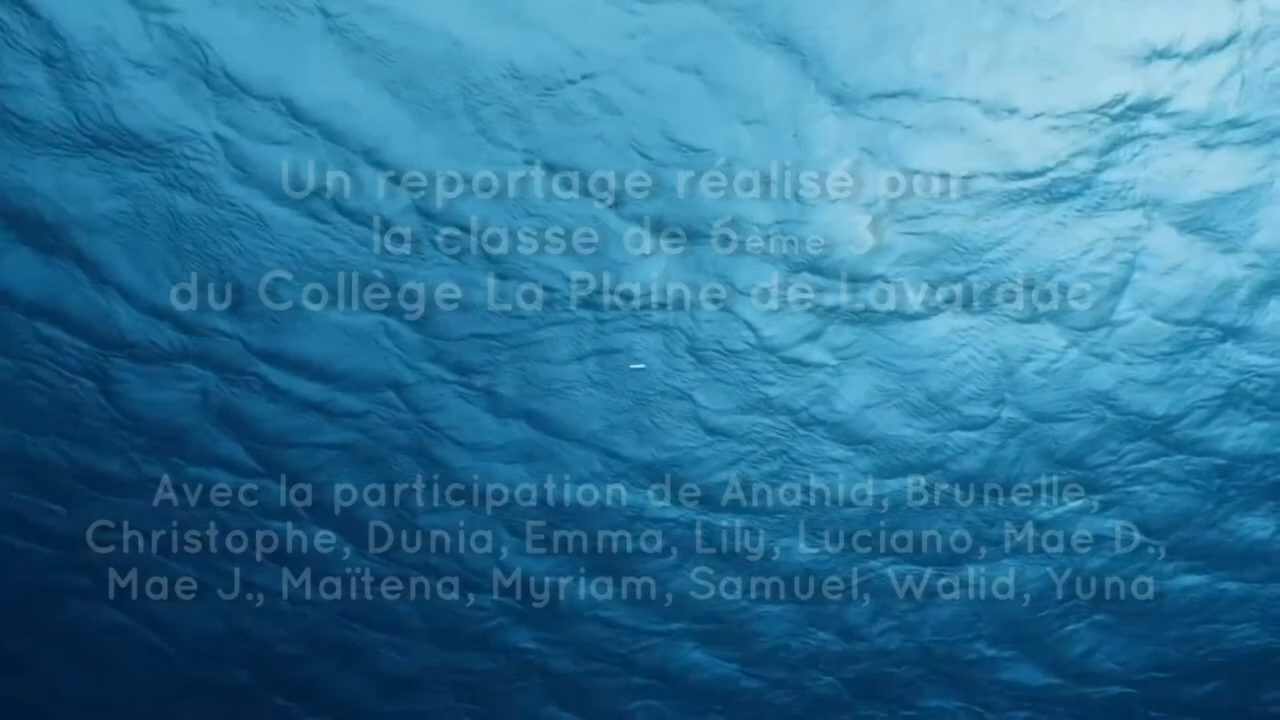 Un reportage réalisé par
la classe de 6ème 3
du Collège La Plaine de Lavardac
Avec la participation de Anahid, Brunelle,
Christophe, Dunia, Emma, Lily, Luciano, Mae D.,
Mae J., Maïtena, Myriam, Samuel, Walid, Yuna